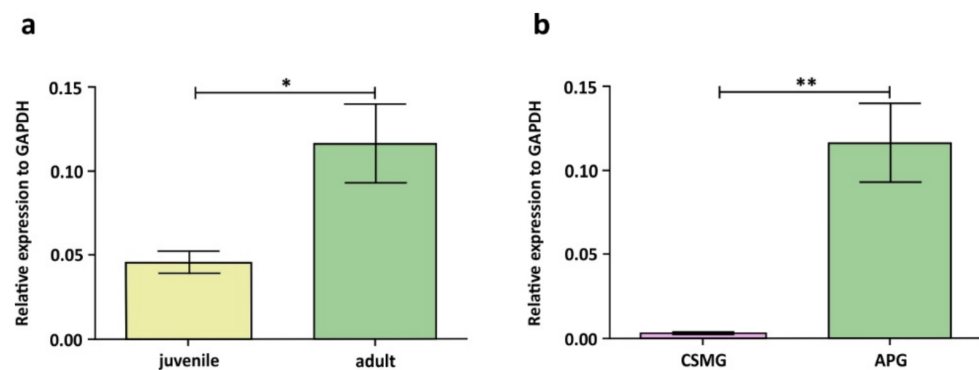 a
*
Relative expression to GAPDH
0.15
0.10
0.05
0.00
juvenile
adult
b
**
Relative expression to GAPDH
0.15
0.10
0.05
0.00
CSMG
APG